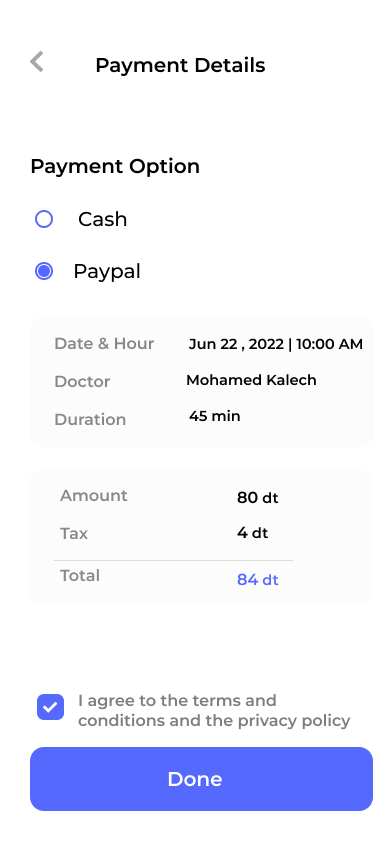 Payment Details
Payment Option
Cash
Paypal
Date & Hour Jun 22 , 2022 | 10:00 AM
Doctor Mohamed Kalech
Duration 45 min
Amount 80 dt
Tax 4 dt
Total 84 dt
I agree to the terms and
conditions and the privacy policy
Done